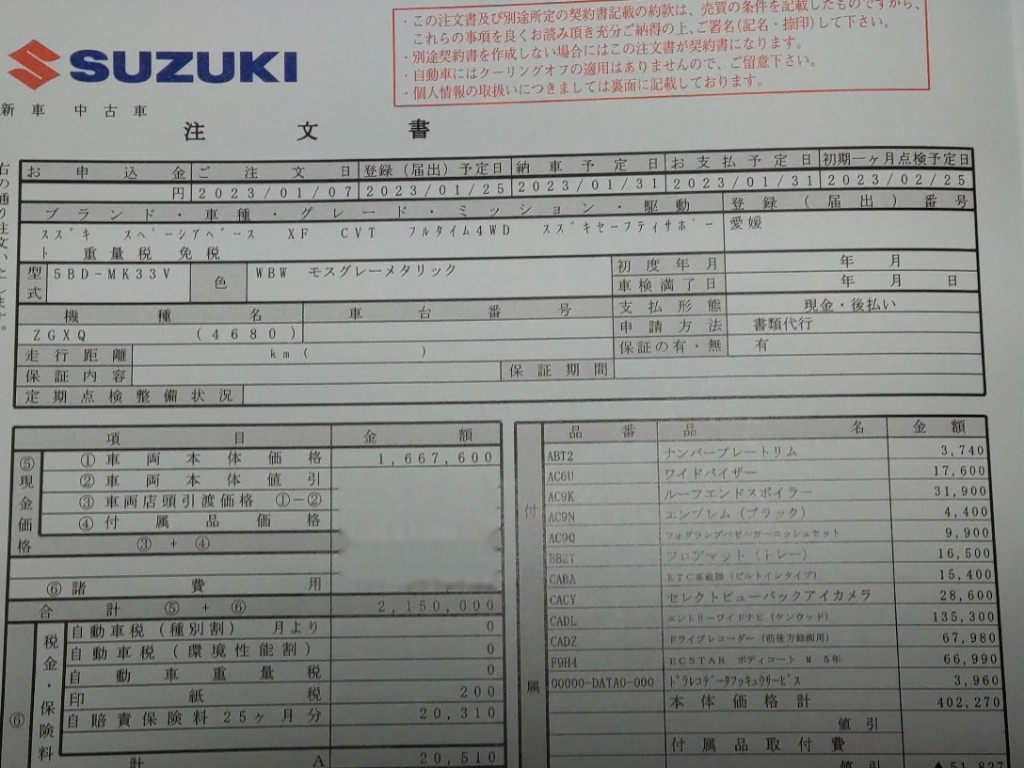 ・この注文書及び別途所定の契約書記載の約款は、売買の条件を記載したものですから、
これらの事項を良くお読み頂き充分ご納得の上、ご署名(記名・捺印)して下さい。
・別途契約書を作成しない場合にはこの注文書が契約書になります。
・自動車にはクーリングオフの適用はありませんので、ご留意下さい。
・個人情報の取扱いにつきましては裏面に記載しております。
SUZUKI
新車 中古車
注文書
お申込金 ご注文日 登録(届出)予定日 納車予定日 お支払予定日 初期一ヶ月点検予定日
円 2023/01/07 2023/01/25 2023/01/31 2023/01/31 2023/02/25
ブランド・車種・グレード・ミッション・駆動 登録(届出)番号
スズキ スペーシアベース XF CVT フルタイム4WD スズキセーフティサポー 愛媛
ト 重量税 免税
型式 5BD-MK33V 色 WBW モスグレーメタリック 初度年月 年 月
車検満了日 年 月 日
機種名 車台番号 支払形態 現金・後払い
ZGXQ (4680) 申請方法 書類代行
走行距離 km( ) 保証の有・無 有
保証内容 保証期間
定期点検整備状況
項目 金額
⑤現金価格
①車両本体価格 1,667,600
②車両本体値引
③車両店頭引渡価格 ①-②
④付属品価格
③+④
⑥諸費用
合計 ⑤+⑥ 2,150,000
⑥ 税金・保険料
自動車税(種別割) 月より 0
自動車税(環境性能割) 0
自動車重量税 0
印紙税 200
自賠責保険料25ヶ月分 20,310
計 A 20,510
付属
品番 品名 金額
ABT2 ナンバープレートリム 3,740
AC6U ワイドバイザー 17,600
AC9K ルーフエンドスポイラー 31,900
AC9N エンブレム(ブラック) 4,400
AC9Q フォグランプベゼルガーニッシュセット 9,900
BB2T フロアマット(トレー) 16,500
CABA ETC車載器(ビルトインタイプ) 15,400
CACY セレクトビューバックアイカメラ 28,600
CADL エントリーワイドナビ(ケンウッド) 135,300
CADZ ドライブレコーダー(前後方録画用) 67,980
F9H4 ECSTAR ボディコート M 5年 66,990
00000-DATA0-000 ドラレコデータフッキュウサービス 3,960
本体価格計 402,270
値引
付属品取付費
値引 ▲51,827